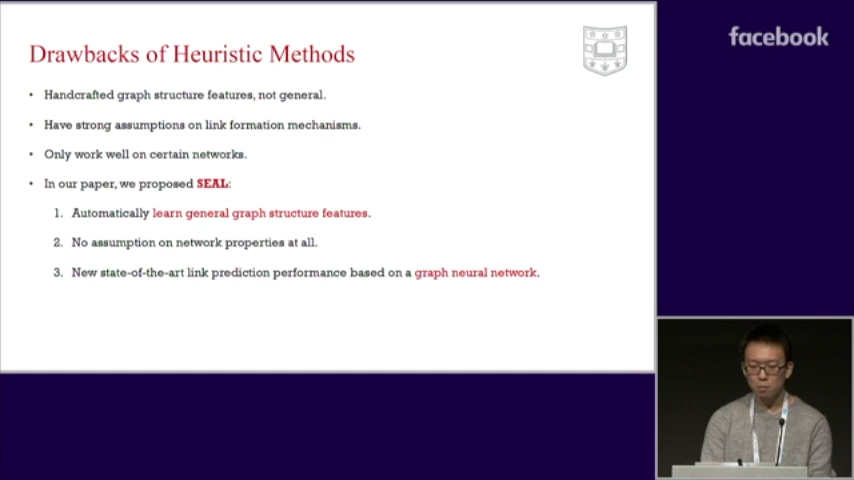 Drawbacks of Heuristic Methods
facebook
• Handcrafted graph structure features, not general.
• Have strong assumptions on link formation mechanisms.
• Only work well on certain networks.
• In our paper, we proposed SEAL:
1. Automatically learn general graph structure features.
2. No assumption on network properties at all.
3. New state-of-the-art link prediction performance based on a graph neural network.